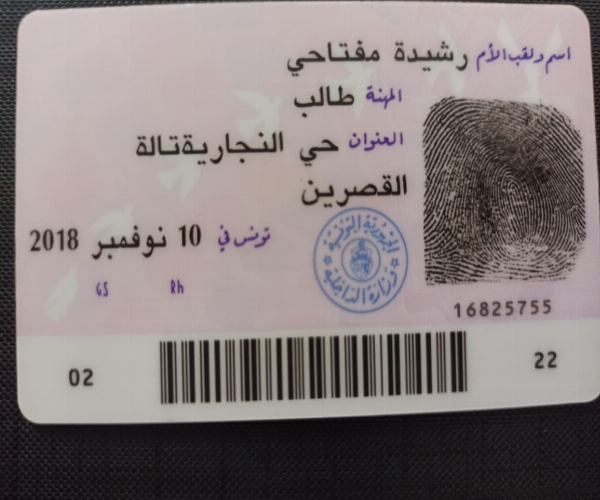 اسم ولقب الأم رشيدة مفتاحي
المهنة طالب
العنوان حي النجاريةتالة
القصرين
تونس في 10 نوفمبر 2018
GS Rh
الجمهورية التونسية
وزارة الداخلية
16825755
02 22